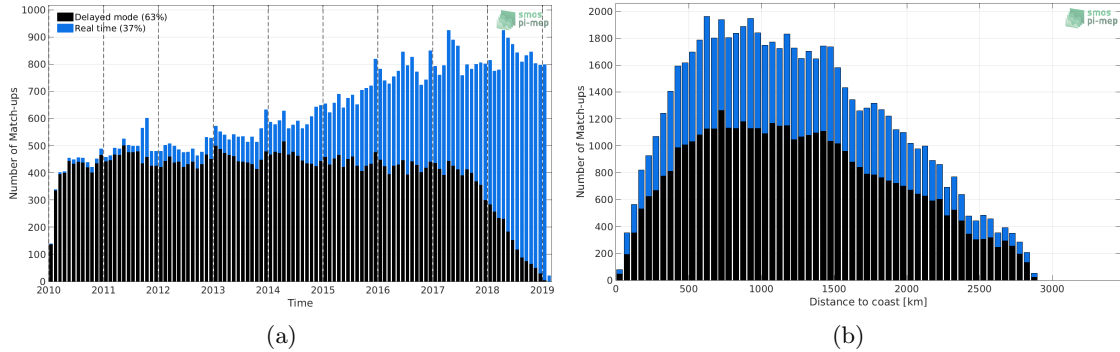 Delayed mode (63%)
Real time (37%)
smos
pi-mep
Number of Match-ups
1000
900
800
700
600
500
400
300
200
100
0
2010 2011 2012 2013 2014 2015 2016 2017 2018 2019
Time
(a)
smos
pi-mep
Number of Match-ups
2000
1800
1600
1400
1200
1000
800
600
400
200
0
0 500 1000 1500 2000 2500 3000
Distance to coast [km]
(b)